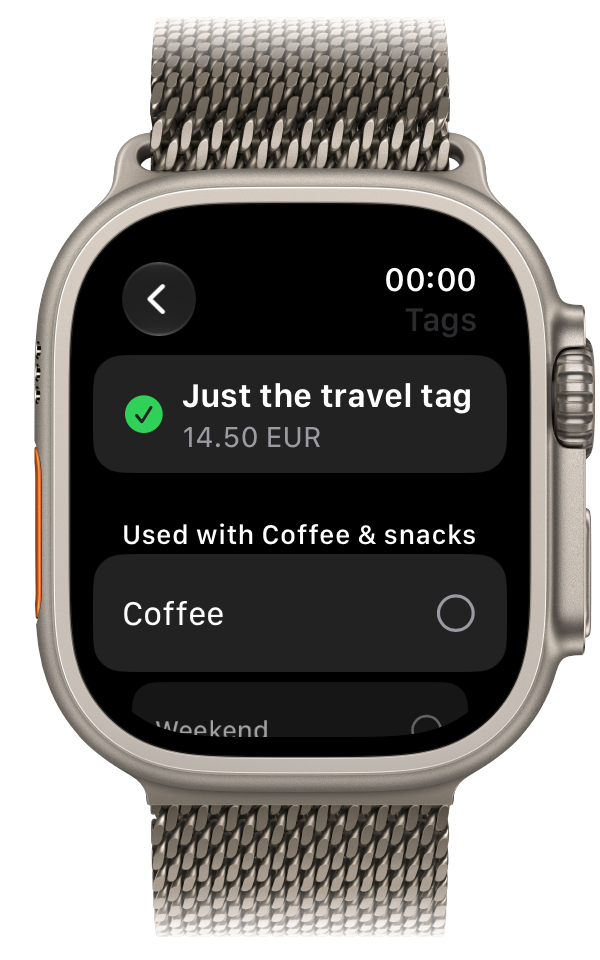 00:00
Tags
Just the travel tag
14.50 EUR
Used with Coffee & snacks
Coffee
Weekend